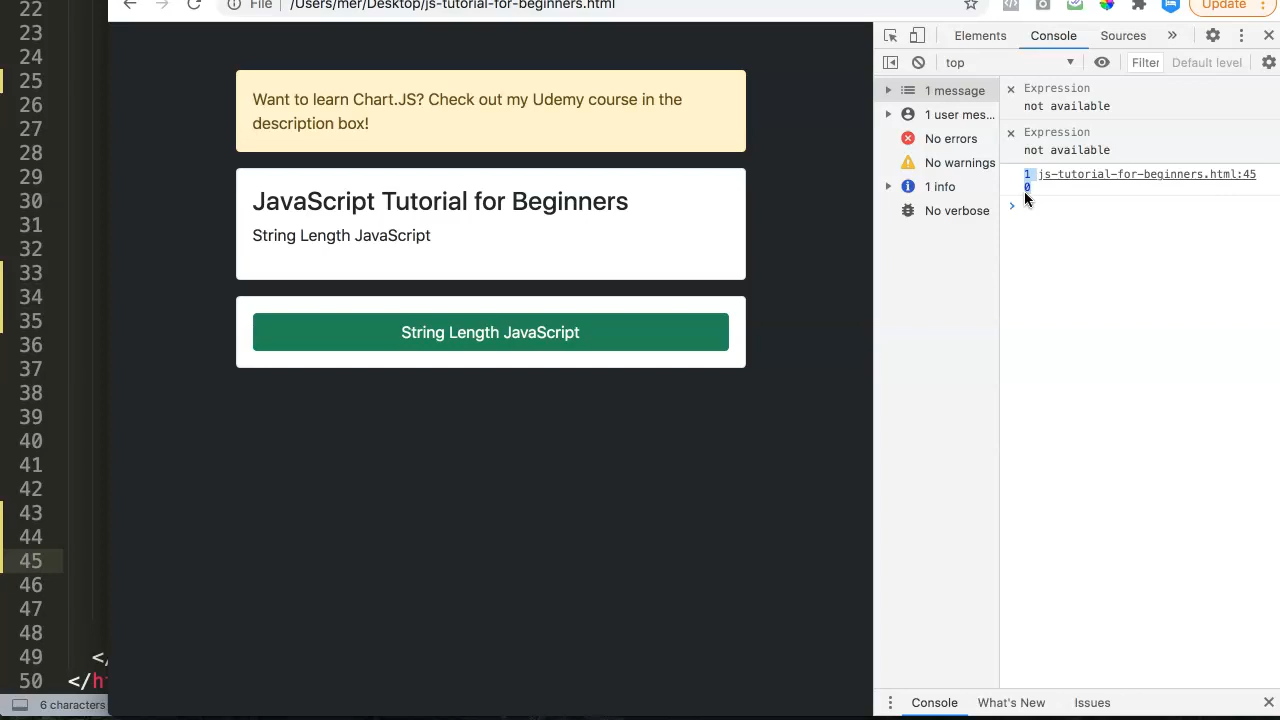 22
23
24
25
26
27
28
29
30
31
32
33
34
35
36
37
38
39
40
41
42
43
44
45
46
47
48
49 </
50 </h
6 characters
File /Users/mer/Desktop/js-tutorial-for-beginners.html
Update
Want to learn Chart.JS? Check out my Udemy course in the
description box!
JavaScript Tutorial for Beginners
String Length JavaScript
String Length JavaScript
Elements Console Sources »
top Filter Default level
1 message
1 user mes...
No errors
No warnings
1 info
No verbose
Expression
not available
Expression
not available
1 js-tutorial-for-beginners.html:45
0
Console What's New Issues